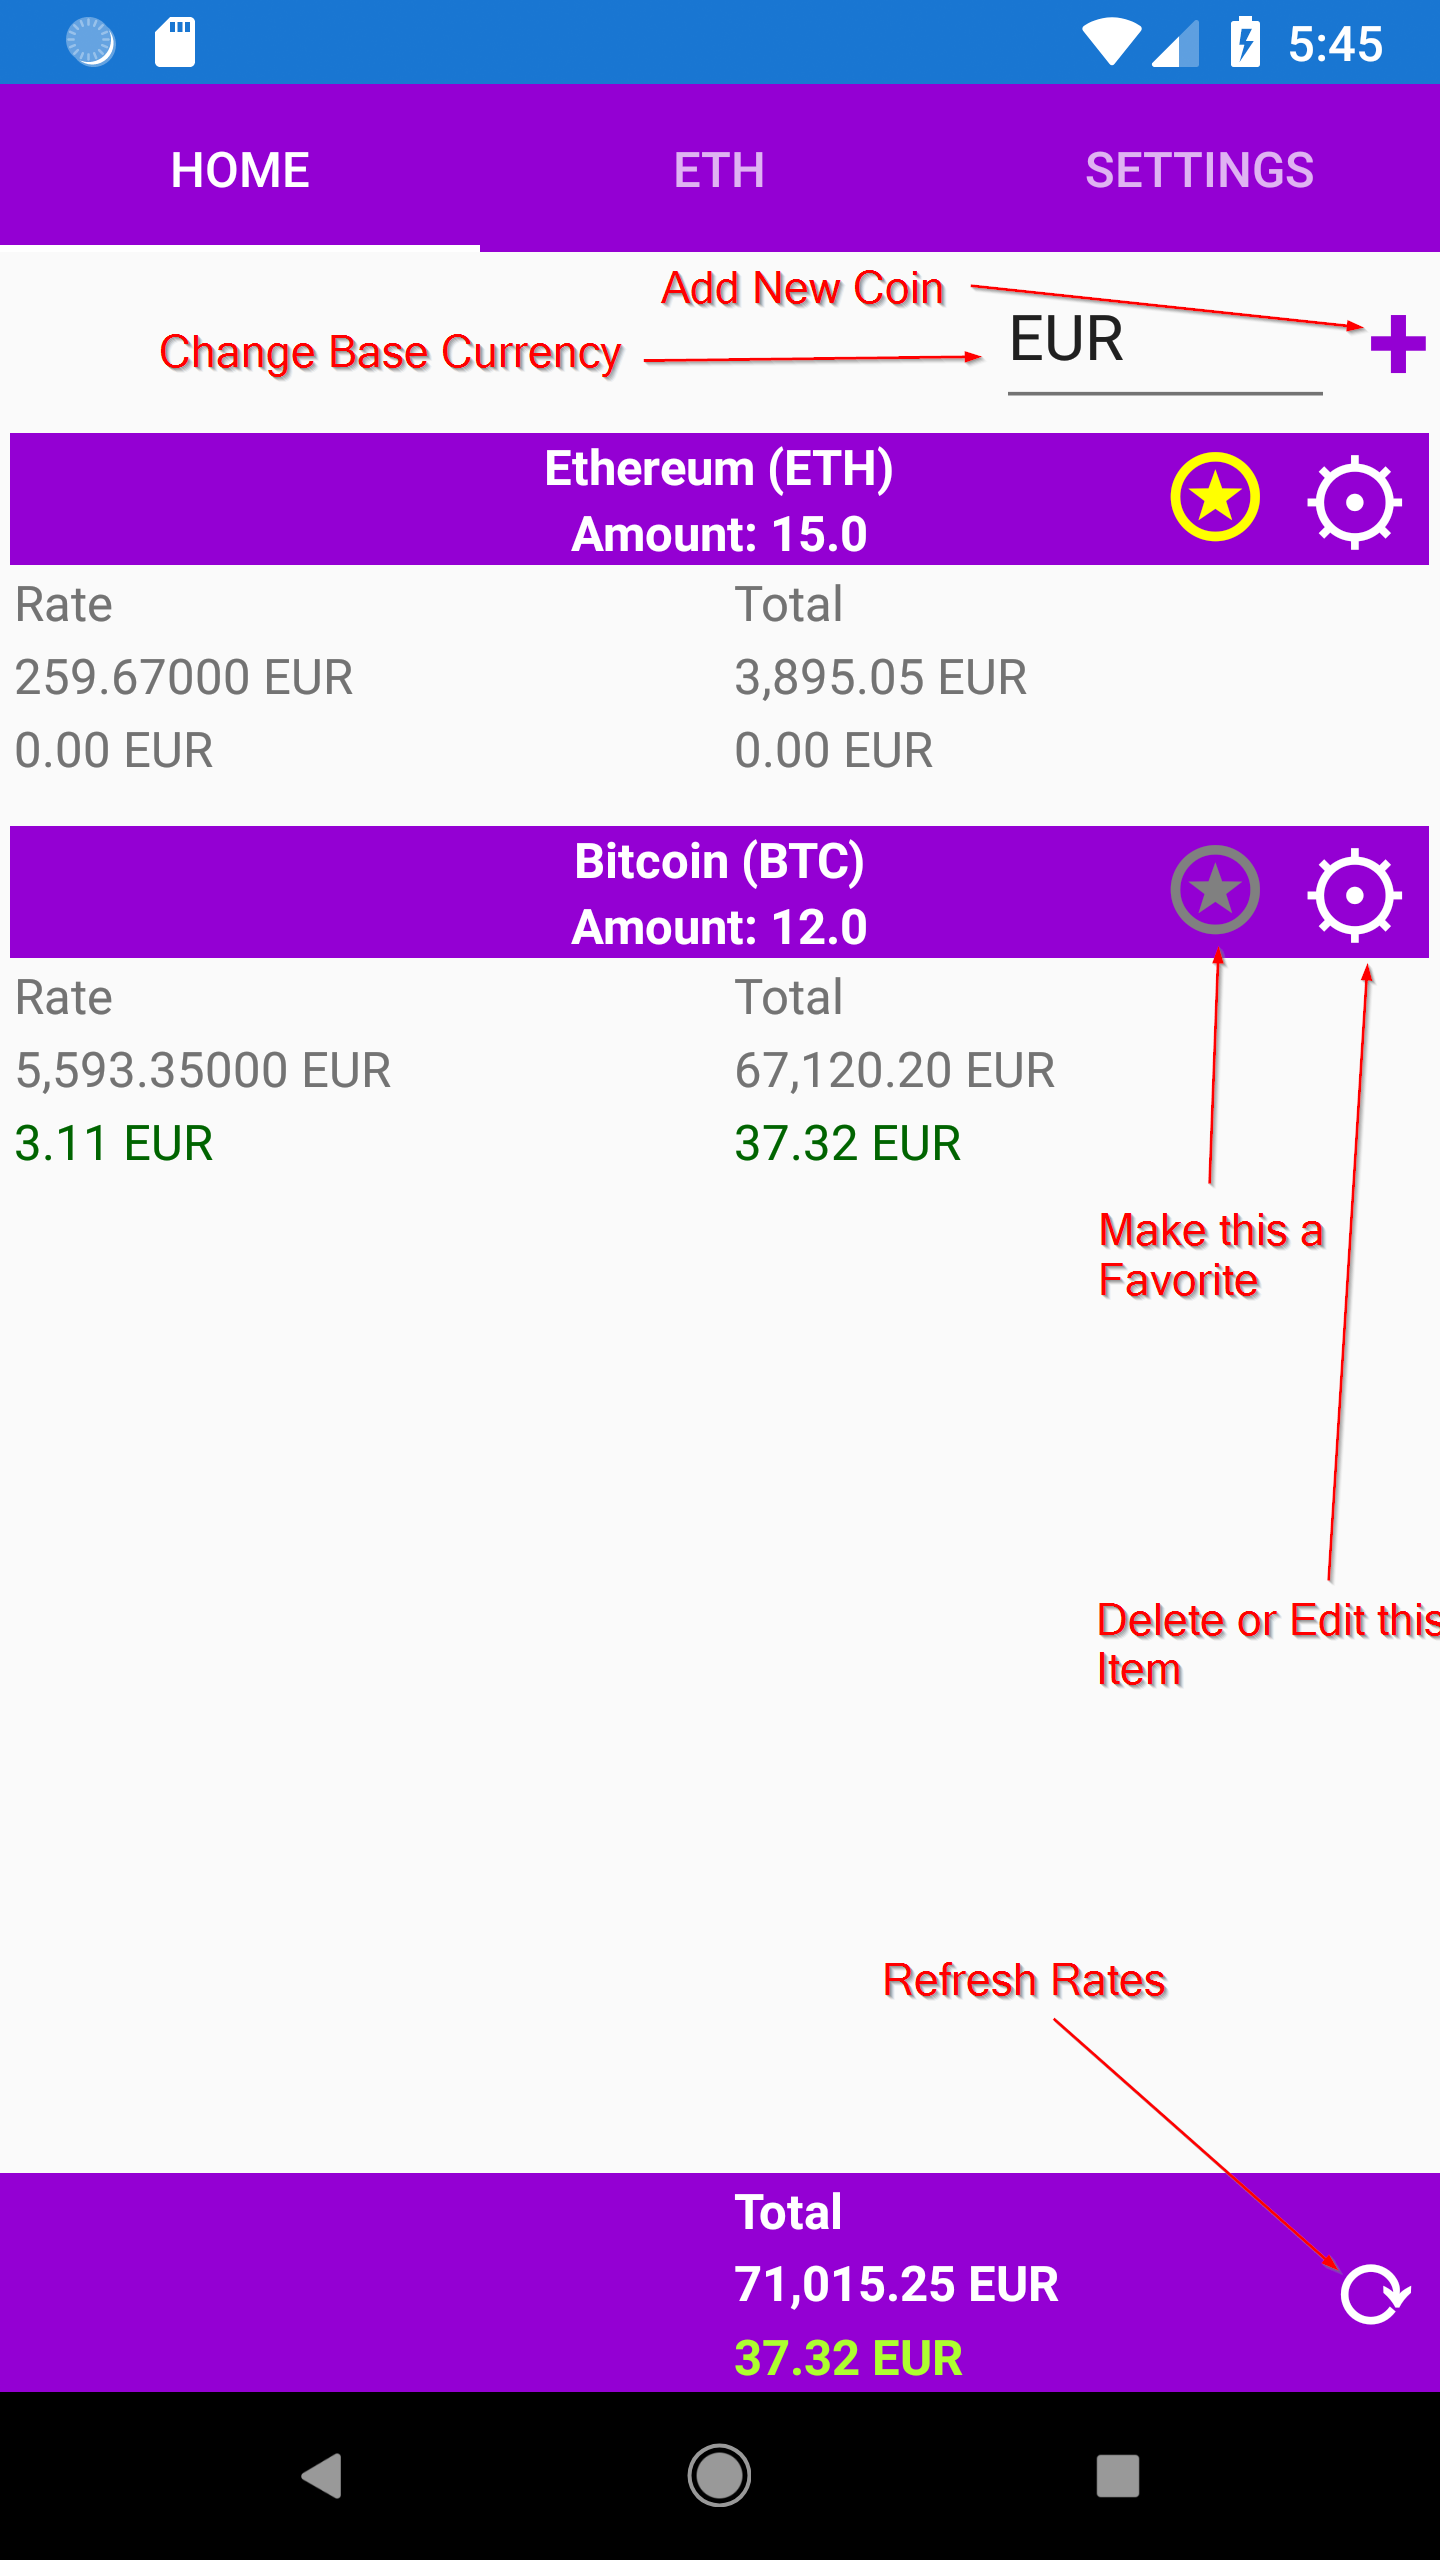 5:45
HOME
ETH
SETTINGS
Add New Coin
Change Base Currency
EUR
Ethereum (ETH)
Amount: 15.0
Rate
Total
259.67000 EUR
3,895.05 EUR
0.00 EUR
0.00 EUR
Bitcoin (BTC)
Amount: 12.0
Rate
Total
5,593.35000 EUR
67,120.20 EUR
3.11 EUR
37.32 EUR
Make this a
Favorite
Delete or Edit this
Item
Refresh Rates
Total
71,015.25 EUR
37.32 EUR